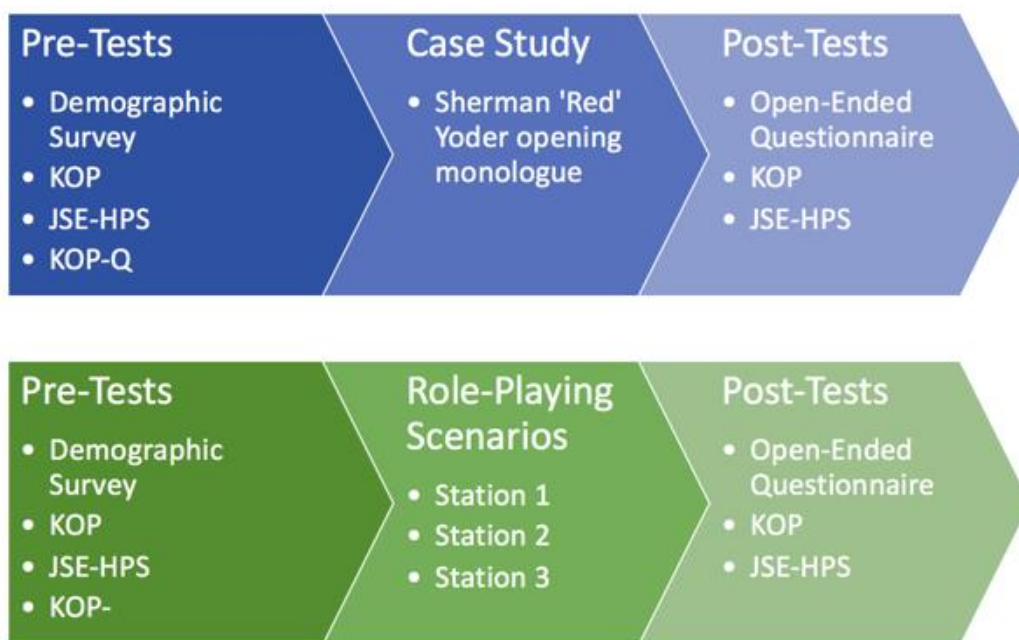 Pre-Tests
• Demographic
Survey
• KOP
• JSE-HPS
• KOP-Q
Case Study
• Sherman 'Red'
Yoder opening
monologue
Post-Tests
• Open-Ended
Questionnaire
• KOP
• JSE-HPS
Pre-Tests
• Demographic
Survey
• KOP
• JSE-HPS
• KOP-
Role-Playing
Scenarios
• Station 1
• Station 2
• Station 3
Post-Tests
• Open-Ended
Questionnaire
• KOP
• JSE-HPS